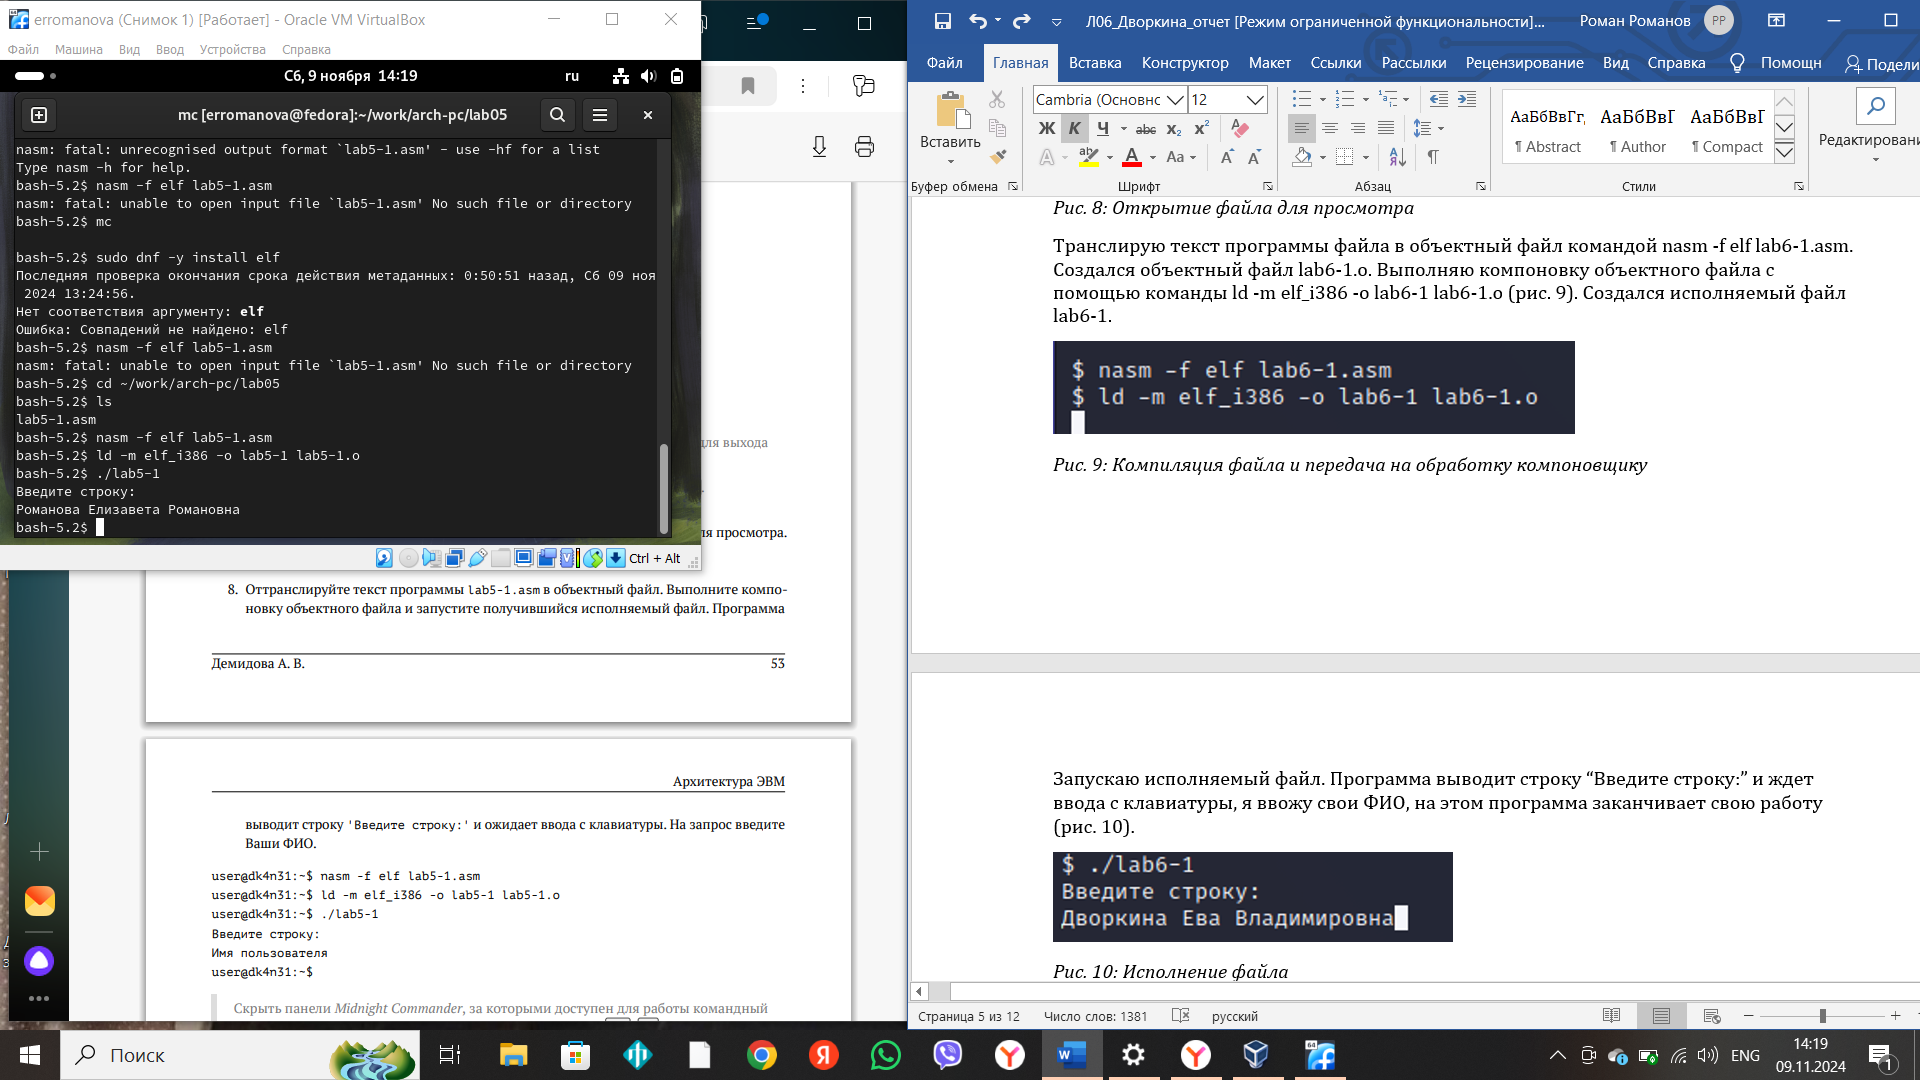 erromanova (Снимок 1) [Работает] - Oracle VM VirtualBox
Файл Машина Вид Ввод Устройства Справка
Сб, 9 ноября 14:19
ru
mc [erromanova@fedora]:~/work/arch-pc/lab05
nasm: fatal: unrecognised output format `lab5-1.asm' - use -hf for a list
Type nasm -h for help.
bash-5.2$ nasm -f elf lab5-1.asm
nasm: fatal: unable to open input file `lab5-1.asm' No such file or directory
bash-5.2$ mc
bash-5.2$ sudo dnf -y install elf
Последняя проверка окончания срока действия метаданных: 0:50:51 назад, Сб 09 ноя
2024 13:24:56.
Нет соответствия аргументу: elf
Ошибка: Совпадений не найдено: elf
bash-5.2$ nasm -f elf lab5-1.asm
nasm: fatal: unable to open input file `lab5-1.asm' No such file or directory
bash-5.2$ cd ~/work/arch-pc/lab05
bash-5.2$ ls
lab5-1.asm
bash-5.2$ nasm -f elf lab5-1.asm
bash-5.2$ ld -m elf_i386 -o lab5-1 lab5-1.o
bash-5.2$ ./lab5-1
Введите строку:
Романова Елизавета Романовна
bash-5.2$
Ctrl + Alt
для выхода
ля просмотра.
8. Оттранслируйте текст программы lab5-1.asm в объектный файл. Выполните компо-
новку объектного файла и запустите получившийся исполняемый файл. Программа
Демидова А. В. 53
Архитектура ЭВМ
выводит строку 'Введите строку:' и ожидает ввода с клавиатуры. На запрос введите
Ваши ФИО.
user@dk4n31:~$ nasm -f elf lab5-1.asm
user@dk4n31:~$ ld -m elf_i386 -o lab5-1 lab5-1.o
user@dk4n31:~$ ./lab5-1
Введите строку:
Имя пользователя
user@dk4n31:~$
Скрыть панели Midnight Commander, за которыми доступен для работы командный
Л06_Дворкина_отчет [Режим ограниченной функциональности]...
Роман Романов
РР
Файл Главная Вставка Конструктор Макет Ссылки Рассылки Рецензирование Вид Справка Помощн Подели
Вставить
Cambria (Основнс
12
Ж К Ч abc x₂ x²
A A Aa A A
АаБбВвГг, АаБбВвГ АаБбВвГ
¶ Abstract ¶ Author ¶ Compact
Редактирован
Буфер обмена Шрифт Абзац Стили
Рис. 8: Открытие файла для просмотра
Транслирую текст программы файла в объектный файл командой nasm -f elf lab6-1.asm.
Создался объектный файл lab6-1.o. Выполняю компоновку объектного файла с
помощью команды ld -m elf_i386 -o lab6-1 lab6-1.o (рис. 9). Создался исполняемый файл
lab6-1.
$ nasm -f elf lab6-1.asm
$ ld -m elf_i386 -o lab6-1 lab6-1.o
Рис. 9: Компиляция файла и передача на обработку компоновщику
Запускаю исполняемый файл. Программа выводит строку “Введите строку:” и ждет
ввода с клавиатуры, я ввожу свои ФИО, на этом программа заканчивает свою работу
(рис. 10).
$ ./lab6-1
Введите строку:
Дворкина Ева Владимировна
Рис. 10: Исполнение файла
Страница 5 из 12 Число слов: 1381 русский
Поиск
ENG
14:19
09.11.2024
1